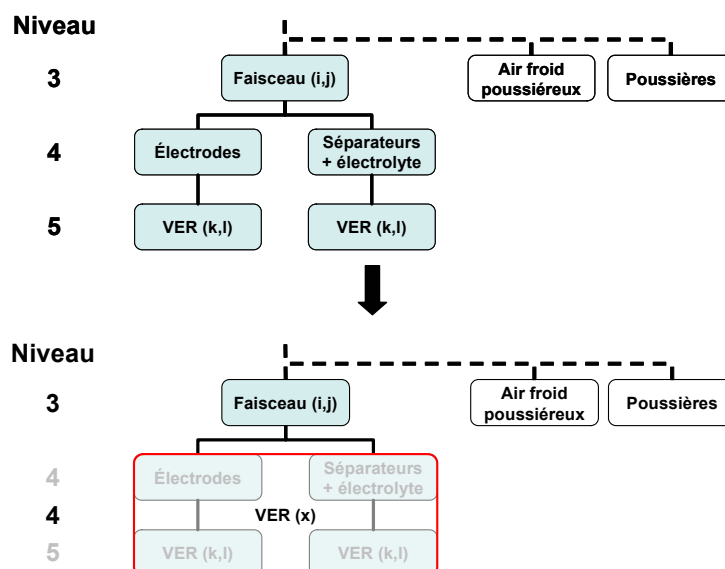 Niveau
3
Faisceau (i,j)
Air froid
poussiéreux
Poussières
4
Électrodes
Séparateurs
+ électrolyte
5
VER (k,l)
VER (k,l)
Niveau
3
Faisceau (i,j)
Air froid
poussiéreux
Poussières
4
Électrodes
Séparateurs
+ électrolyte
4
VER (x)
5
VER (k,l)
VER (k,l)